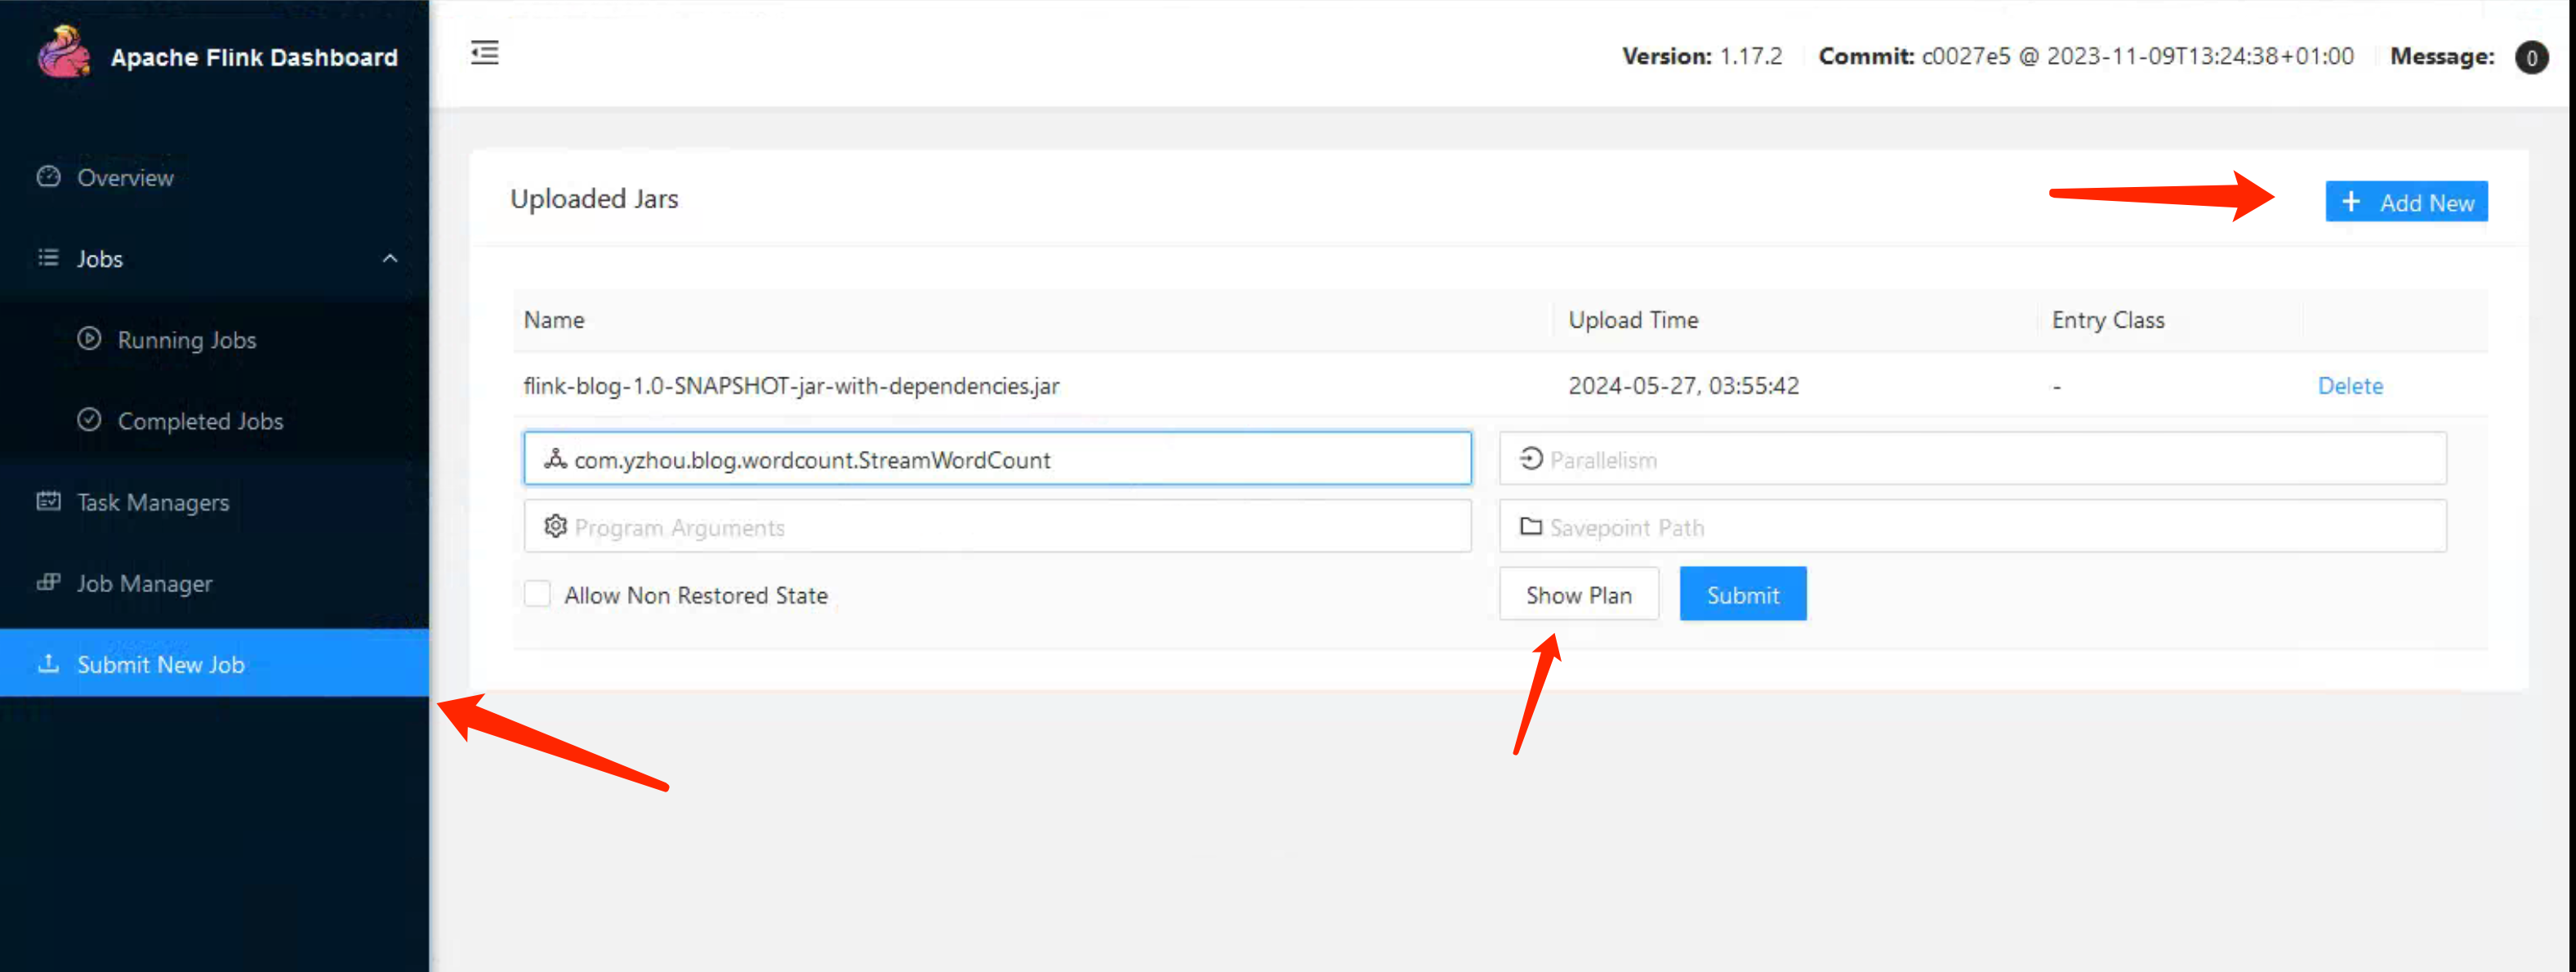 Apache Flink Dashboard
Version: 1.17.2 Commit: c0027e5 @ 2023-11-09T13:24:38+01:00 Message: 0
Overview
Jobs
Running Jobs
Completed Jobs
Task Managers
Job Manager
Submit New Job
Uploaded Jars
+ Add New
Name Upload Time Entry Class
flink-blog-1.0-SNAPSHOT-jar-with-dependencies.jar 2024-05-27, 03:55:42 - Delete
com.yzhou.blog.wordcount.StreamWordCount Parallelism
Program Arguments Savepoint Path
Allow Non Restored State Show Plan Submit